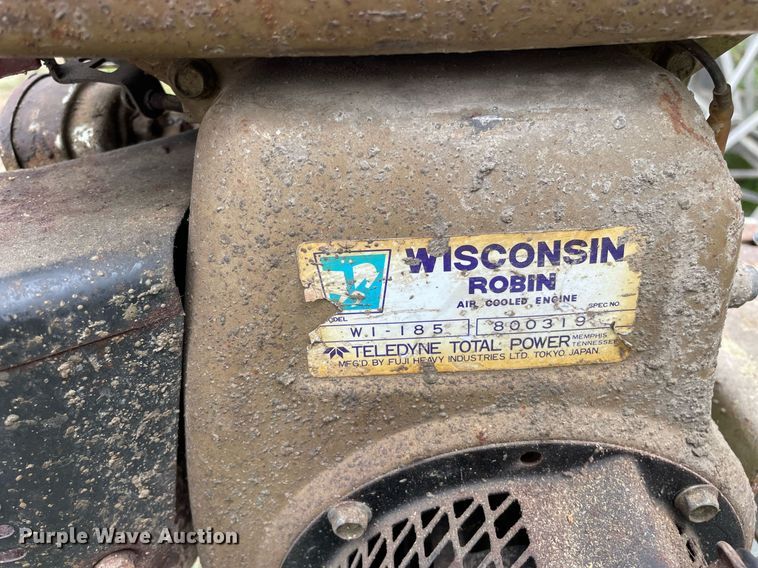 WISCONSIN
ROBIN
AIR COOLED ENGINE
MODEL SPEC NO
W1-185 800319
TELEDYNE TOTAL POWER MEMPHIS TENNESSEE
MFG'D BY FUJI HEAVY INDUSTRIES LTD. TOKYO JAPAN
Purple Wave Auction